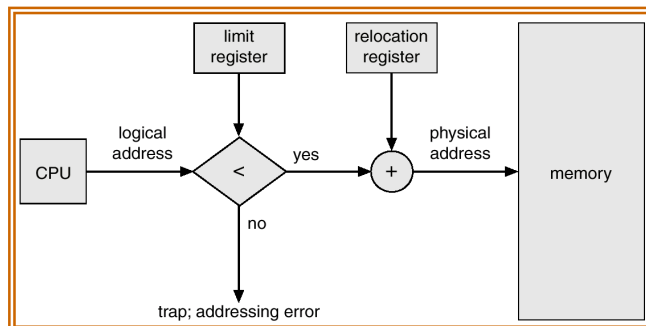 limit
register
relocation
register
logical
address
physical
address
CPU
<
yes
+
memory
no
trap; addressing error